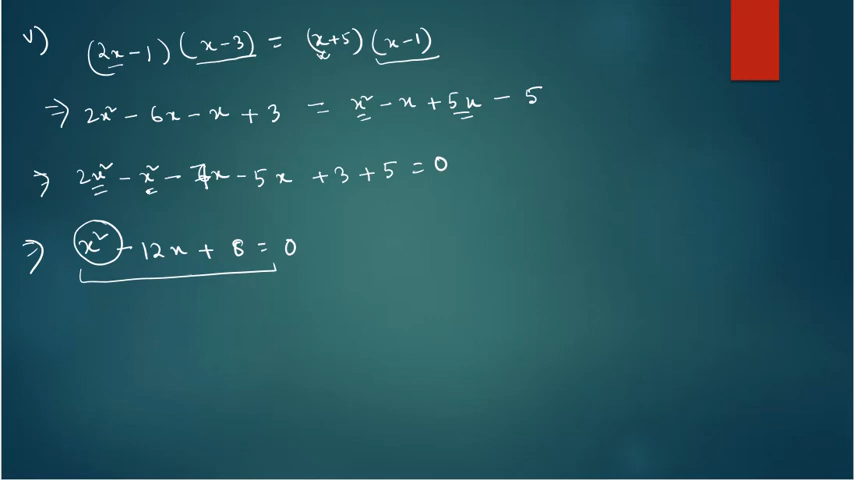 v) (2x-1) (x-3) = (x+5) (x-1)
⇒ 2x² - 6x - x + 3 = x² - x + 5x - 5
⇒ 2x² - x² - 7x - 5x + 3 + 5 = 0
⇒ x² - 12x + 8 = 0